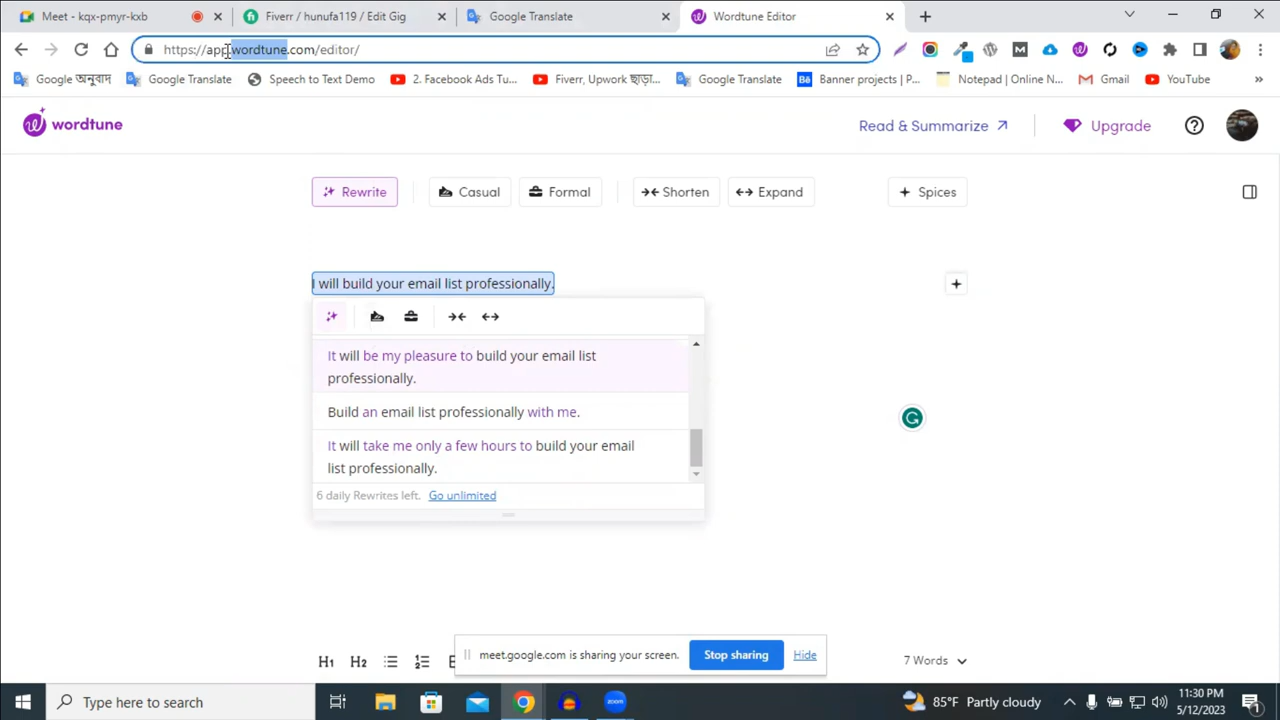 Meet - kqx-pmyr-kxb
Fiverr / hunufa119 / Edit Gig
Google Translate
Wordtune Editor
https://app.wordtune.com/editor/
Google অনুবাদ
Google Translate
Speech to Text Demo
2. Facebook Ads Tu...
Fiverr, Upwork ছাড়া...
Google Translate
Bē
Banner projects | P...
Notepad | Online N...
Gmail
YouTube
wordtune
Read & Summarize
Upgrade
Rewrite
Casual
Formal
Shorten
Expand
Spices
I will build your email list professionally.
It will be my pleasure to build your email list
professionally.
Build an email list professionally with me.
It will take me only a few hours to build your email
list professionally.
6 daily Rewrites left. Go unlimited
H1 H2
meet.google.com is sharing your screen.
Stop sharing
Hide
7 Words
Type here to search
zoom
85°F Partly cloudy
11:30 PM
5/12/2023